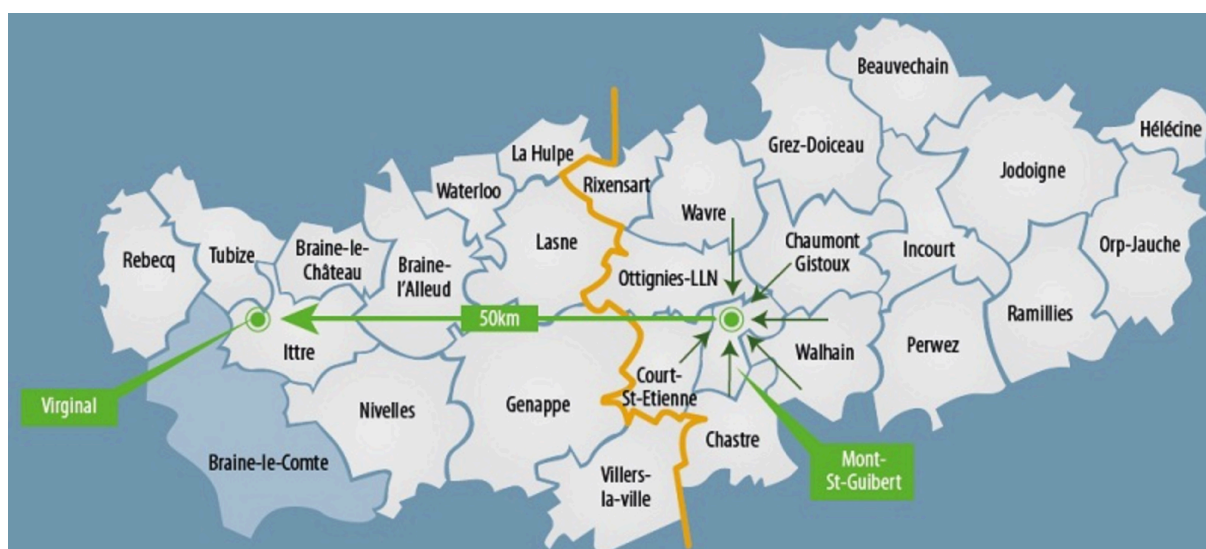 Beauvechain
Hélécine
La Hulpe
Grez-Doiceau
Rixensart
Jodoigne
Waterloo
Wavre
Lasne
Chaumont
Gistoux
Incourt
Orp-Jauche
Tubize
Braine-le-
Château
Rebecq
Braine-
l'Alleud
Ottignies-LLN
50km
Ramillies
Ittre
Walhain
Perwez
Virginal
Nivelles
Genappe
Court-
St-Etienne
Chastre
Braine-le-Comte
Villers-
la-ville
Mont-
St-Guibert